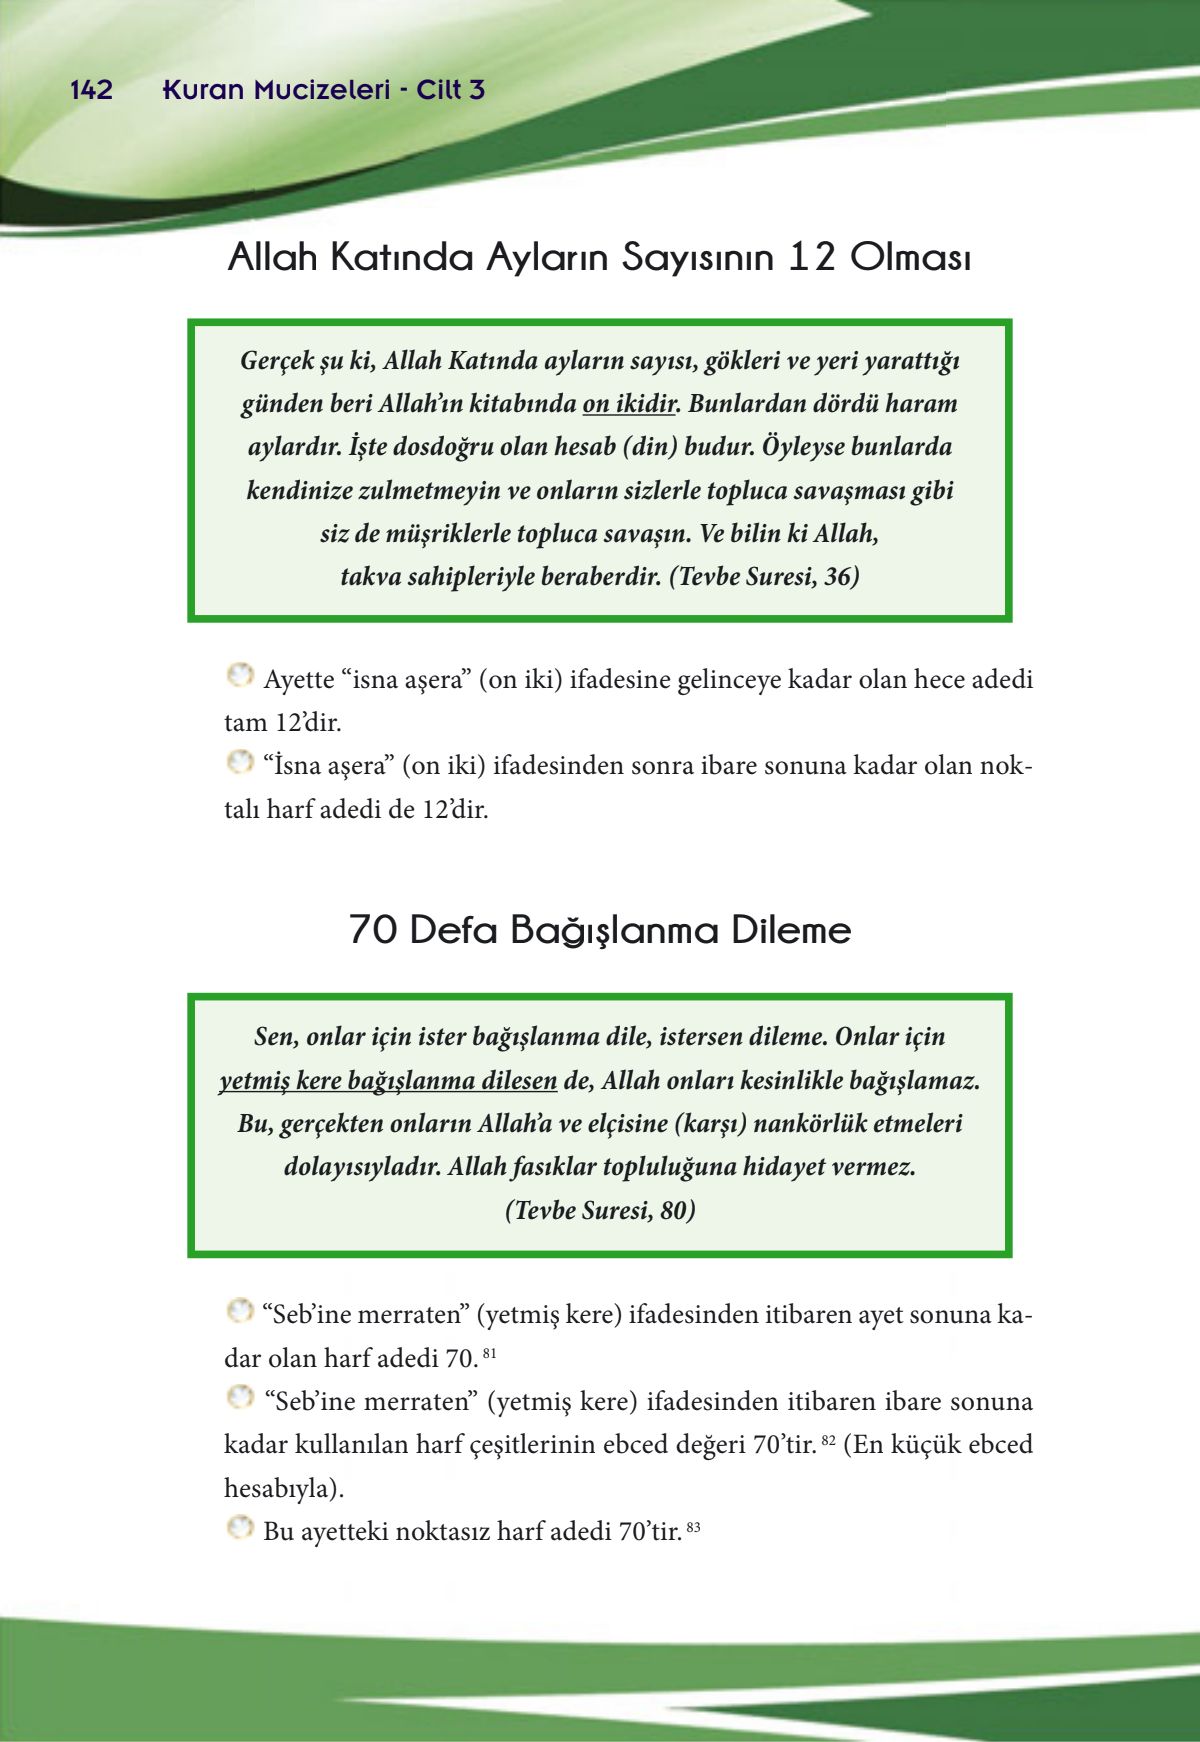 142 Kuran Mucizeleri - Cilt 3
Allah Katında Ayların Sayısının 12 Olması
Gerçek şu ki, Allah Katında ayların sayısı, gökleri ve yeri yarattığı
günden beri Allah’ın kitabında on ikidir. Bunlardan dördü haram
aylardır. İşte dosdoğru olan hesab (din) budur. Öyleyse bunlarda
kendinize zulmetmeyin ve onların sizlerle topluca savaşması gibi
siz de müşriklerle topluca savaşın. Ve bilin ki Allah,
takva sahipleriyle beraberdir. (Tevbe Suresi, 36)
Ayette “isna aşera” (on iki) ifadesine gelinceye kadar olan hece adedi
tam 12’dir.
“İsna aşera” (on iki) ifadesinden sonra ibare sonuna kadar olan nok-
talı harf adedi de 12’dir.
70 Defa Bağışlanma Dileme
Sen, onlar için ister bağışlanma dile, istersen dileme. Onlar için
yetmiş kere bağışlanma dilesen de, Allah onları kesinlikle bağışlamaz.
Bu, gerçekten onların Allah’a ve elçisine (karşı) nankörlük etmeleri
dolayısıyladır. Allah fasıklar topluluğuna hidayet vermez.
(Tevbe Suresi, 80)
“Seb’ine merraten” (yetmiş kere) ifadesinden itibaren ayet sonuna ka-
dar olan harf adedi 70. 81
“Seb’ine merraten” (yetmiş kere) ifadesinden itibaren ibare sonuna
kadar kullanılan harf çeşitlerinin ebced değeri 70’tir. 82 (En küçük ebced
hesabıyla).
Bu ayetteki noktasız harf adedi 70’tir. 83